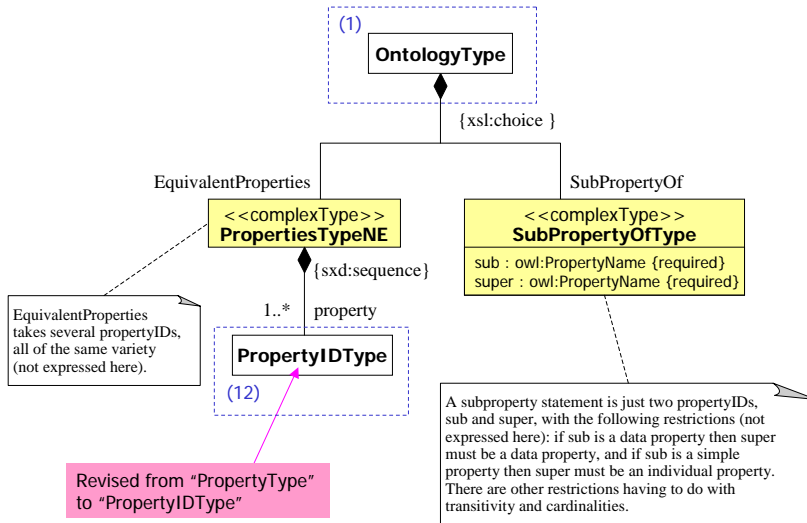 (1)
OntologyType
{xsl:choice }
EquivalentProperties
SubPropertyOf
<<complexType>>
PropertiesTypeNE
<<complexType>>
SubPropertyOfType
sub : owl:PropertyName {required}
super : owl:PropertyName {required}
{sxd:sequence}
EquivalentProperties
takes several propertyIDs,
all of the same variety
(not expressed here).
1..* property
PropertyIDType
(12)
A subproperty statement is just two propertyIDs,
sub and super, with the following restrictions (not
expressed here): if sub is a data property then super
must be a data property, and if sub is a simple
property then super must be an individual property.
There are other restrictions having to do with
transitivity and cardinalities.
Revised from “PropertyType”
to “PropertyIDType”